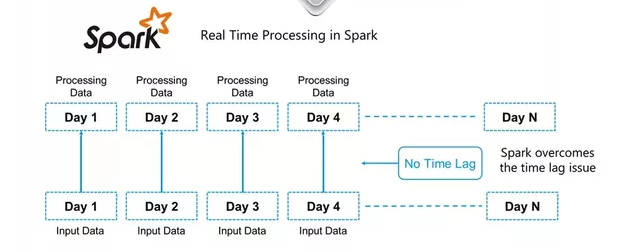 Spark
Real Time Processing in Spark
Processing Data
Processing Data
Processing Data
Processing Data
Day 1
Day 2
Day 3
Day 4
Day N
No Time Lag
Spark overcomes
the time lag issue
Day 1
Day 2
Day 3
Day 4
Day N
Input Data
Input Data
Input Data
Input Data